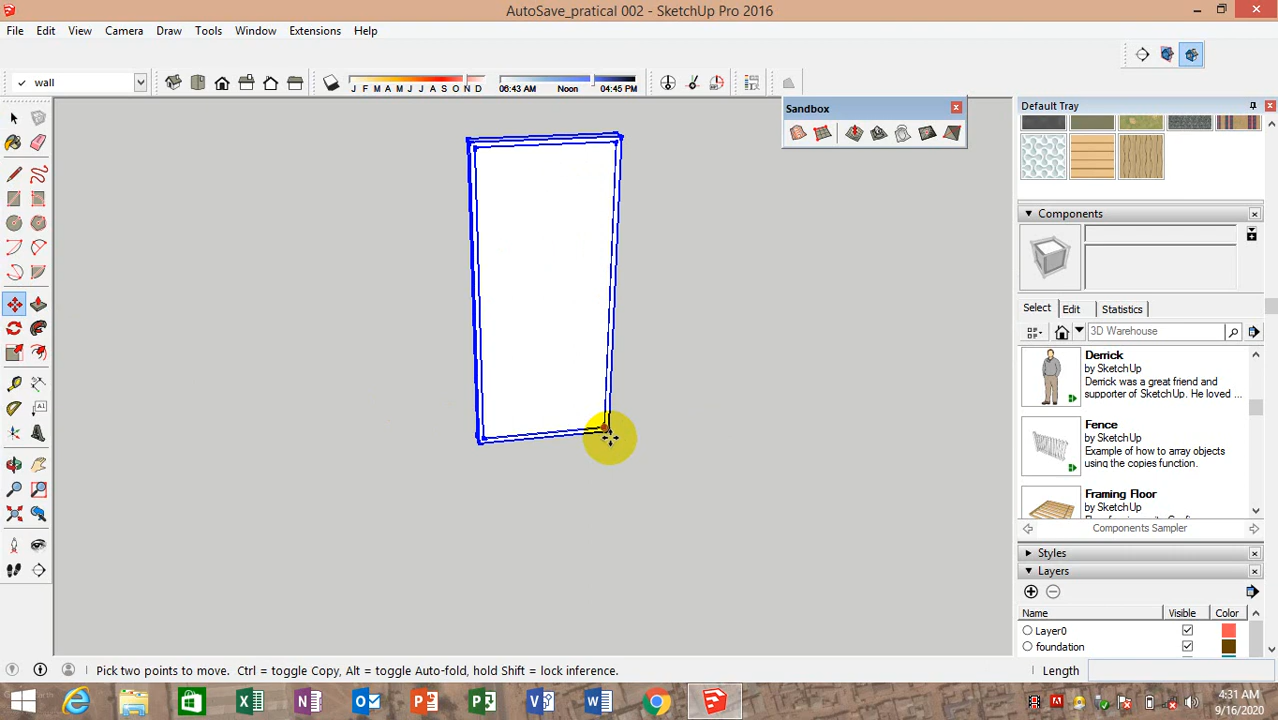 AutoSave_pratical 002 - SketchUp Pro 2016
File Edit View Camera Draw Tools Window Extensions Help
wall
J F M A M J J A S O N D
06:43 AM Noon 04:45 PM
Sandbox
Default Tray
Components
Select Edit Statistics
3D Warehouse
Derrick
by SketchUp
Derrick was a great friend and
supporter of SketchUp. He loved ...
Fence
by SketchUp
Example of how to array objects
using the copies function.
Framing Floor
by SketchUp
Components Sampler
Styles
Layers
Name Visible Color
Layer0
foundation
Pick two points to move. Ctrl = toggle Copy, Alt = toggle Auto-fold, hold Shift = lock inference.
Length
4:31 AM
9/16/2020